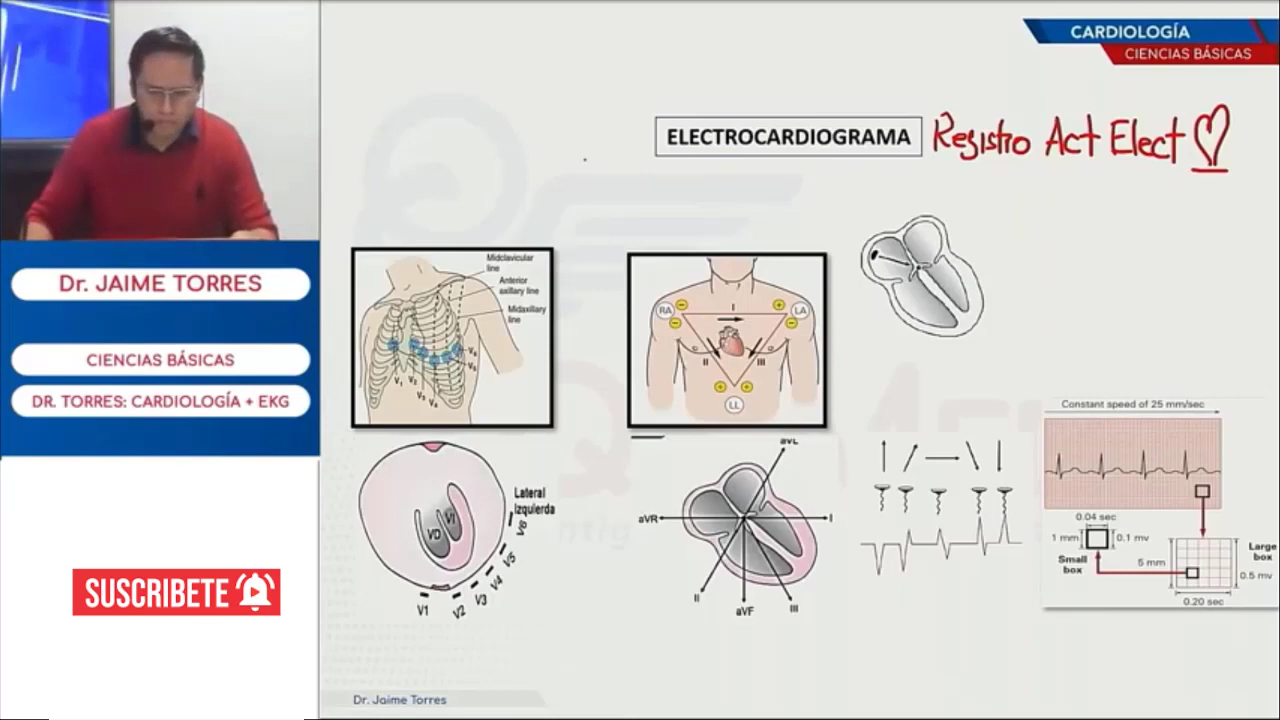 CARDIOLOGÍA
CIENCIAS BÁSICAS
ELECTROCARDIOGRAMA Registro Act Elect
Dr. JAIME TORRES
CIENCIAS BÁSICAS
DR. TORRES: CARDIOLOGÍA + EKG
SUSCRIBETE
Midclavicular
line
Anterior
axillary line
Midaxillary
line
V6
V5
V1 V2
V3 V4
RA I LA
II III
LL
VD VI
Lateral
Izquierda
V6
V5
V4
V3
V2
V1
aVL
aVR I
II aVF III
Constant speed of 25 mm/sec
0.04 sec
1 mm 0.1 mv
Small
box
5 mm
Large
box
0.5 mv
0.20 sec
Dr. Jaime Torres